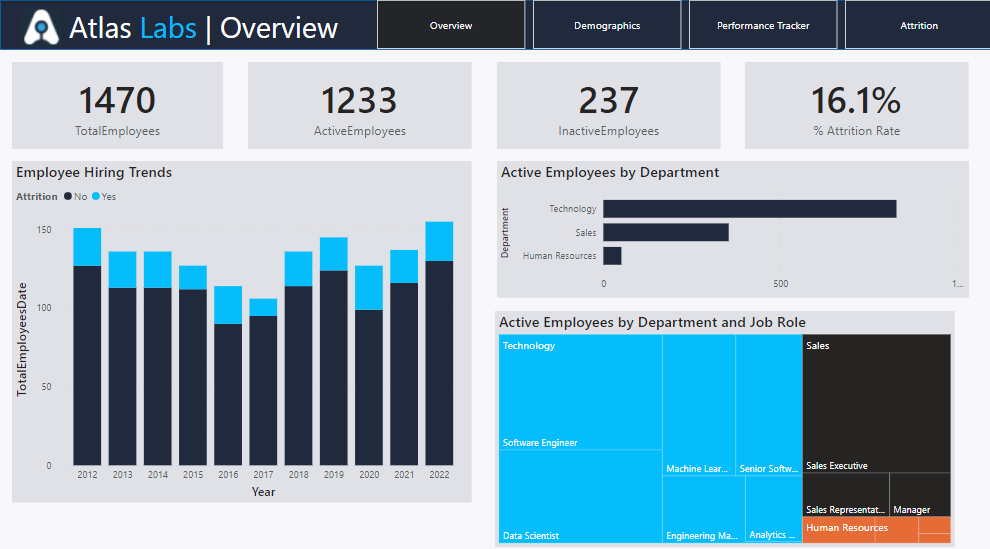 Atlas Labs | Overview
Overview
Demographics
Performance Tracker
Attrition
1470
TotalEmployees
1233
ActiveEmployees
237
InactiveEmployees
16.1%
% Attrition Rate
Employee Hiring Trends
Attrition No Yes
TotalEmployeesDate
150
100
50
0
2012 2013 2014 2015 2016 2017 2018 2019 2020 2021 2022
Year
Active Employees by Department
Department
Technology
Sales
Human Resources
0 500 1...
Active Employees by Department and Job Role
Technology
Software Engineer
Data Scientist
Machine Lear...
Senior Softw...
Engineering Ma...
Analytics ...
Sales
Sales Executive
Sales Representat...
Manager
Human Resources